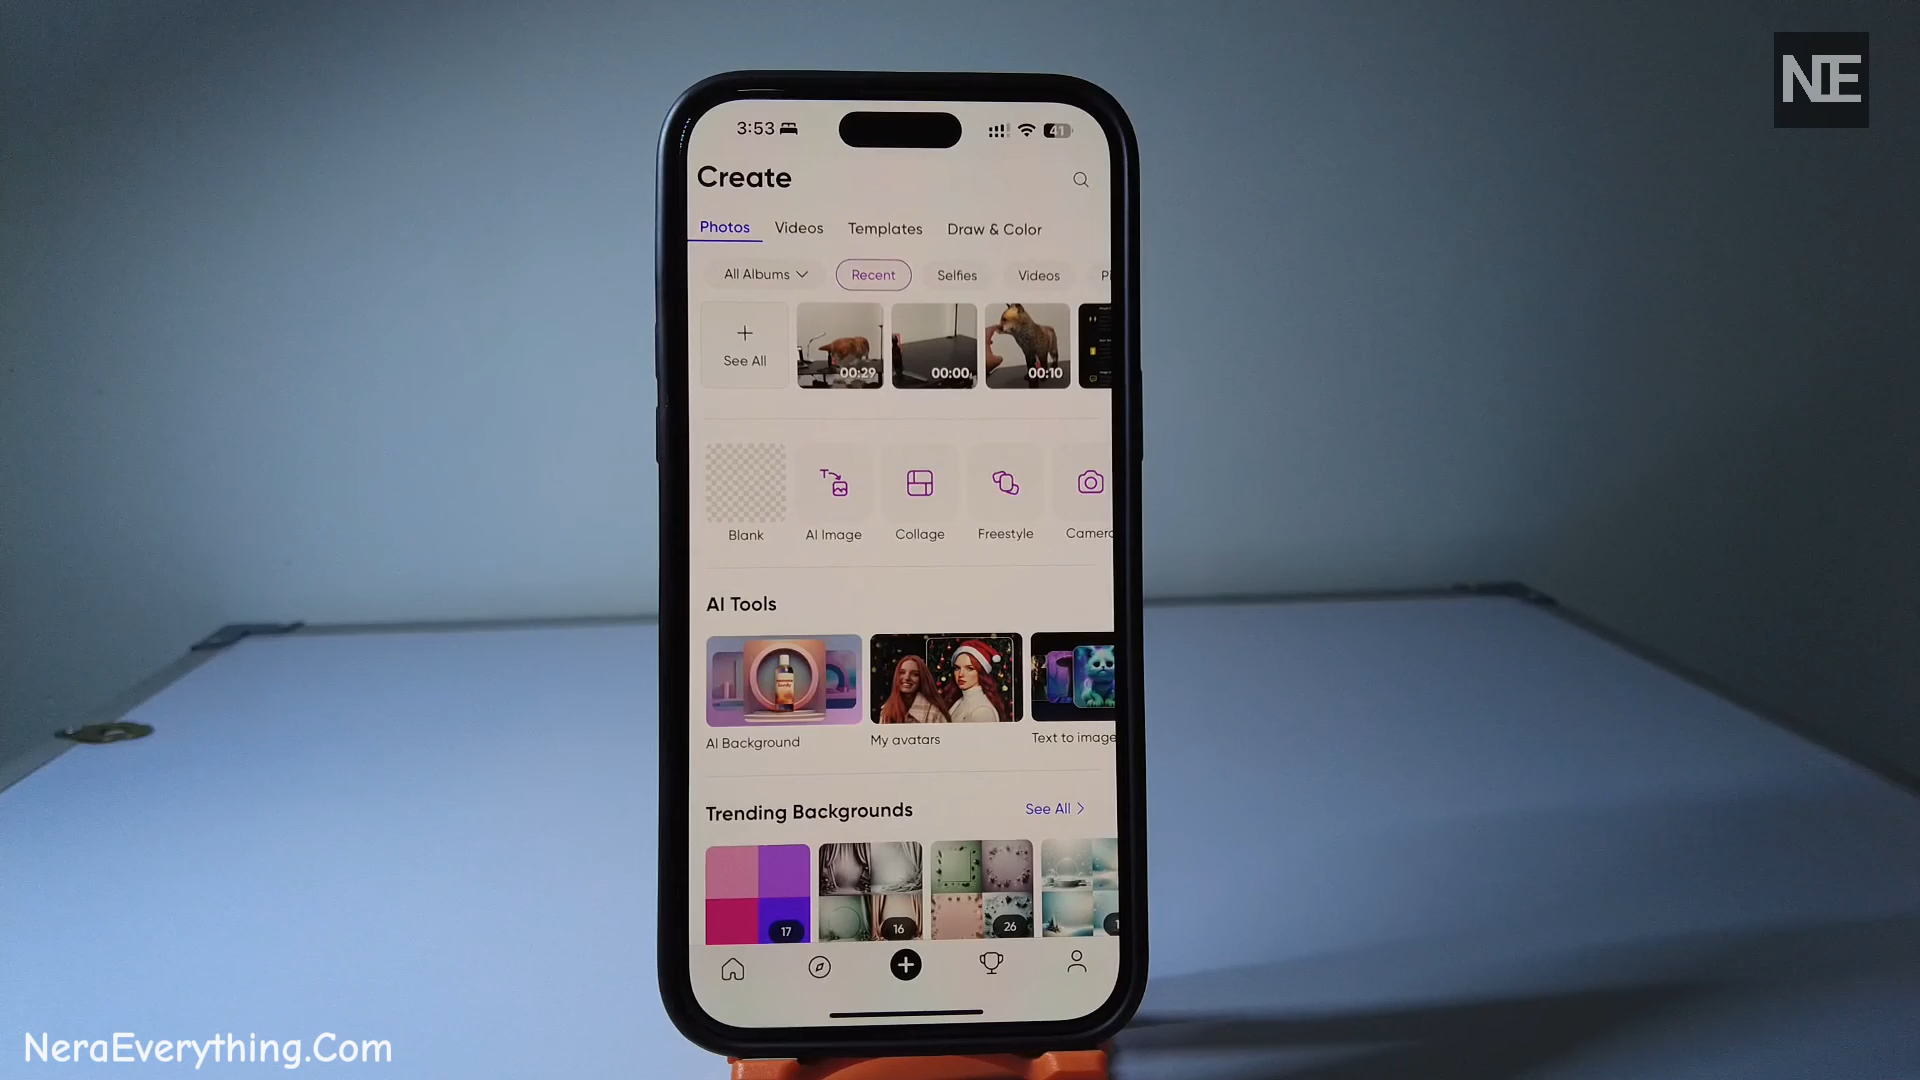 NE
3:53
41
Create
Photos Videos Templates Draw & Color
All Albums Recent Selfies Videos
See All
00:29 00:00 00:10
Blank AI Image Collage Freestyle Camera
AI Tools
AI Background My avatars Text to image
Trending Backgrounds See All
17 16 26
NeraEverything.Com